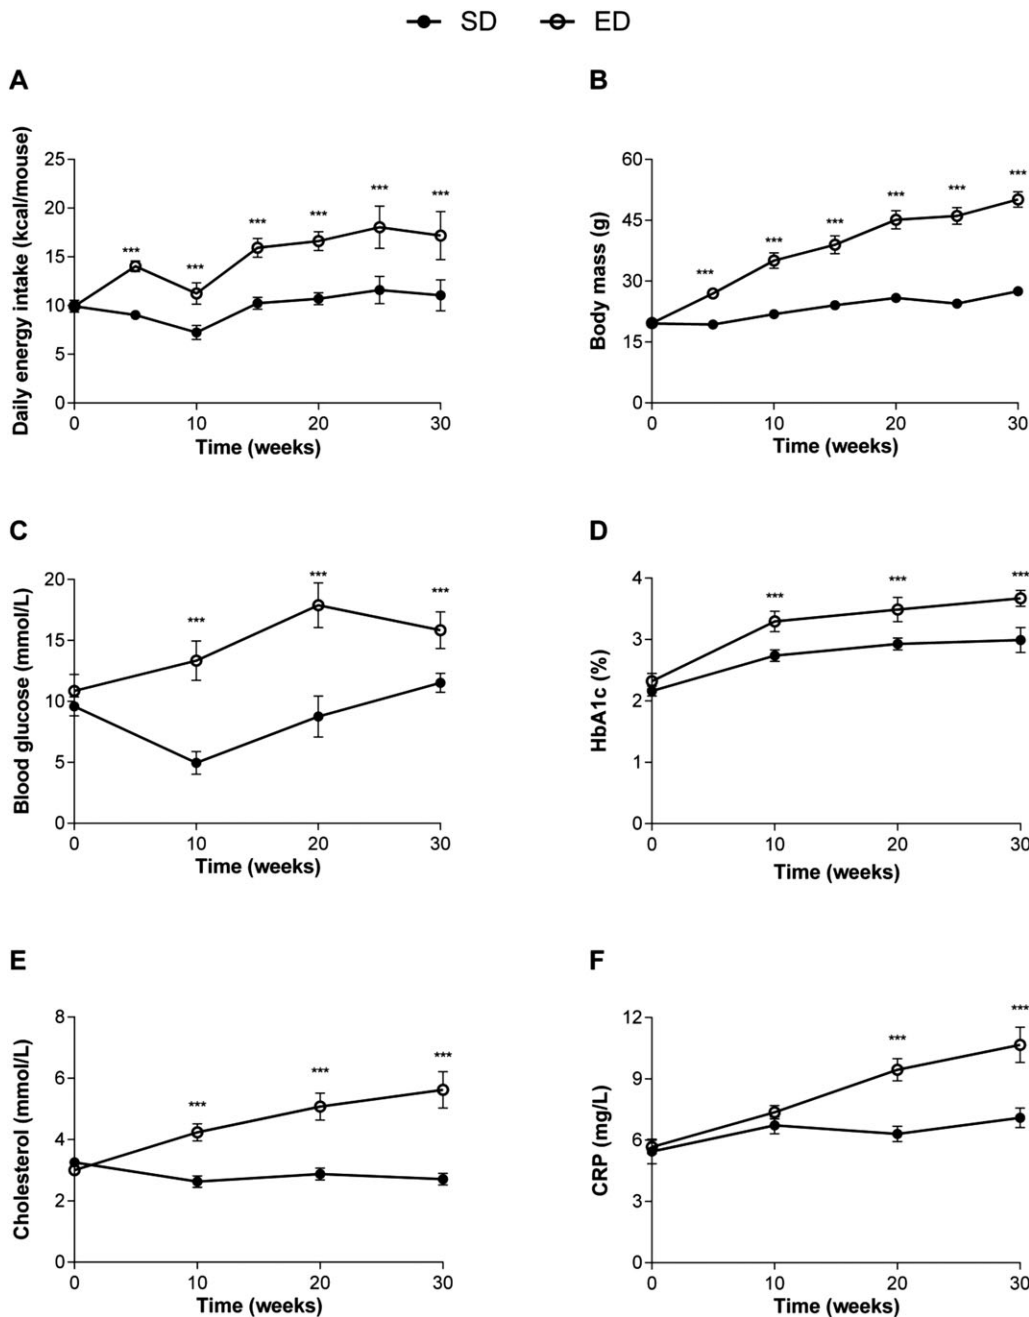 SD ED
A
Daily energy intake (kcal/mouse)
25
20
15
10
5
0
*** *** *** *** *** ***
0 10 20 30
Time (weeks)
B
Body mass (g)
60
45
30
15
0
*** *** *** *** *** ***
0 10 20 30
Time (weeks)
C
Blood glucose (mmol/L)
20
15
10
5
0
*** *** ***
0 10 20 30
Time (weeks)
D
HbA1c (%)
4
3
2
1
0
*** *** ***
0 10 20 30
Time (weeks)
E
Cholesterol (mmol/L)
8
6
4
2
0
*** *** ***
0 10 20 30
Time (weeks)
F
CRP (mg/L)
12
9
6
3
0
*** ***
0 10 20 30
Time (weeks)